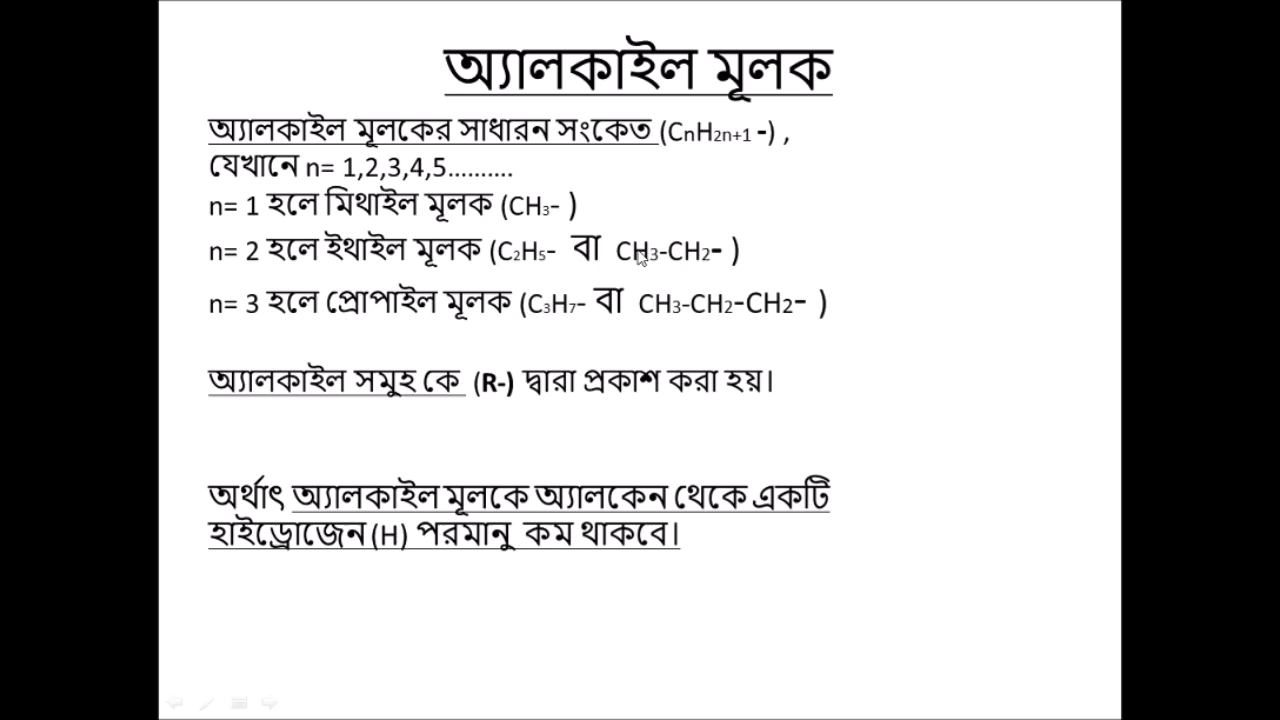 অ্যালকাইল মূলক
অ্যালকাইল মূলকের সাধারন সংকেত (CnH2n+1 -) ,
যেখানে n= 1,2,3,4,5..........
n= 1 হলে মিথাইল মূলক (CH3- )
n= 2 হলে ইথাইল মূলক (C2H5- বা CH3-CH2- )
n= 3 হলে প্রোপাইল মূলক (C3H7- বা CH3-CH2-CH2- )
অ্যালকাইল সমুহ কে (R-) দ্বারা প্রকাশ করা হয়।
অর্থাৎ অ্যালকাইল মূলকে অ্যালকেন থেকে একটি
হাইড্রোজেন (H) পরমানু কম থাকবে।